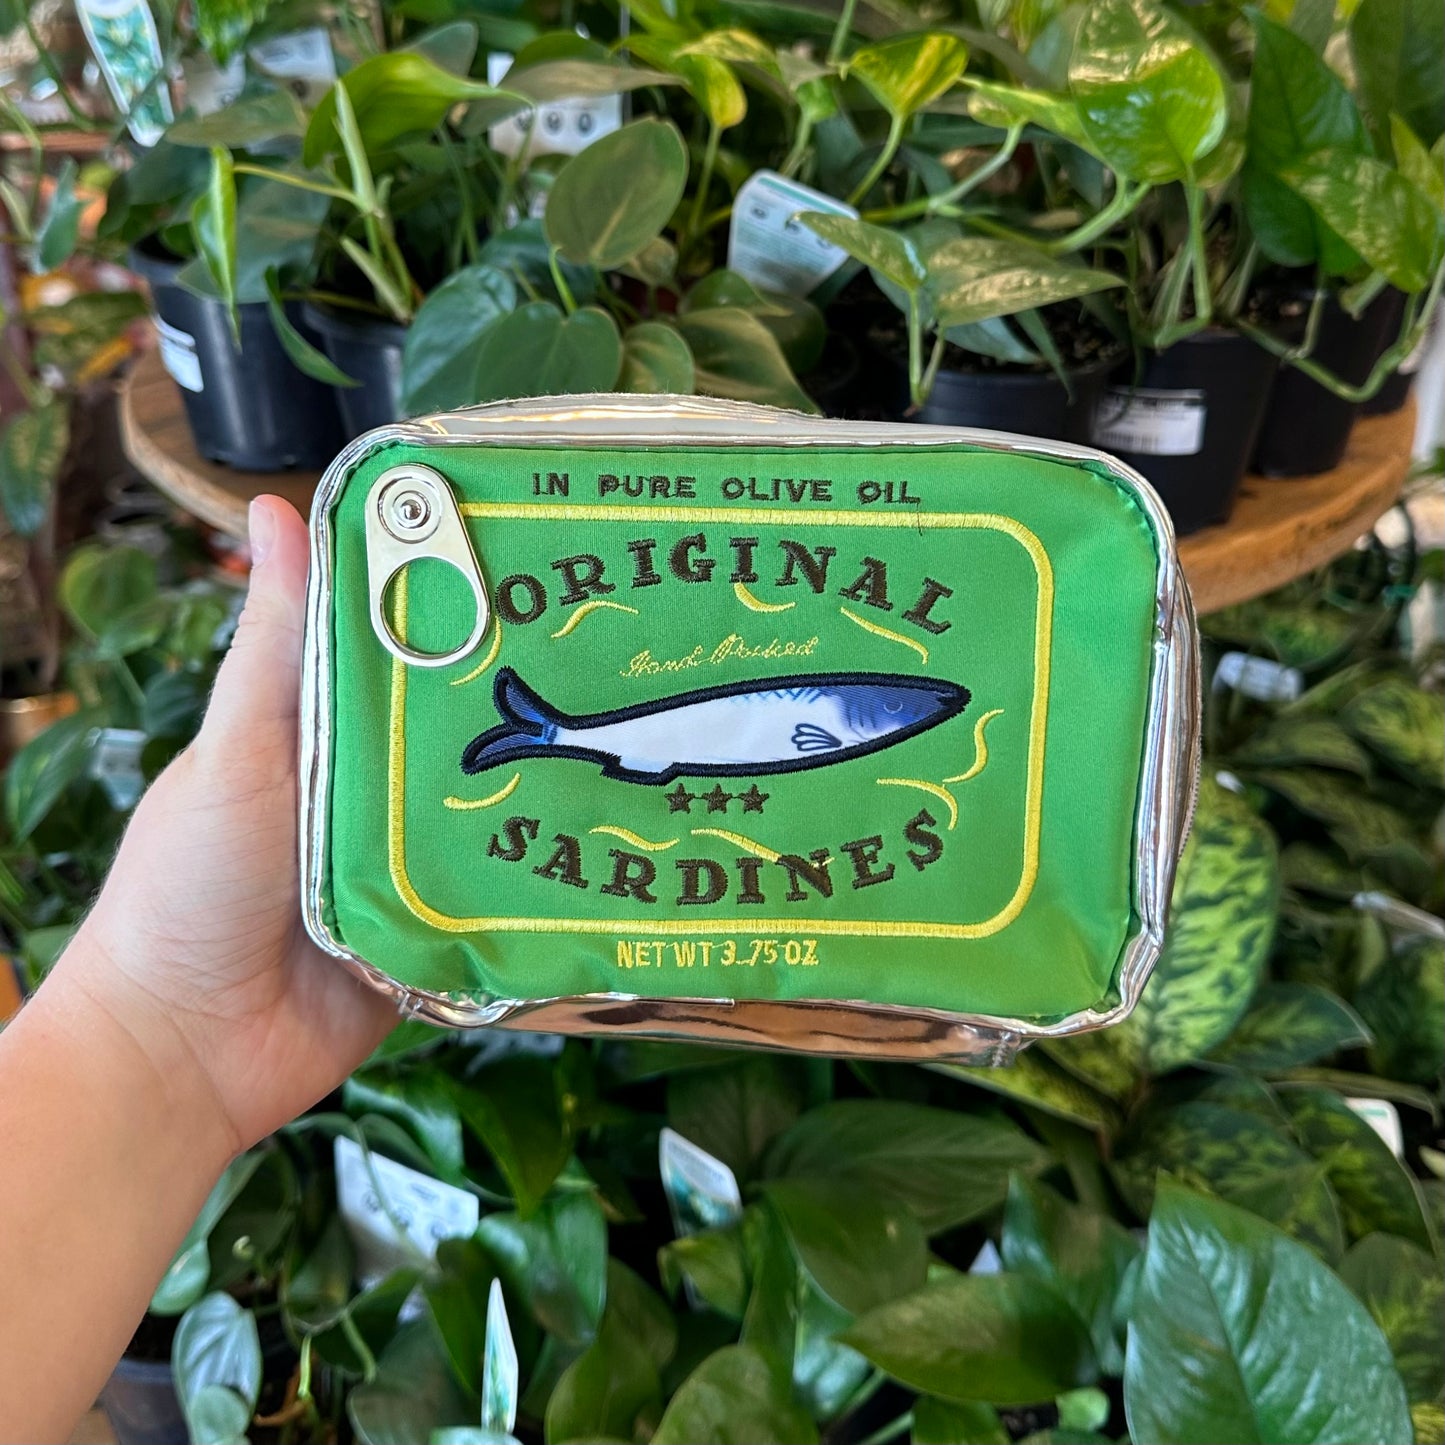 IN PURE OLIVE OIL
ORIGINAL
Hand Packed
SARDINES
NET WT 3.75 OZ